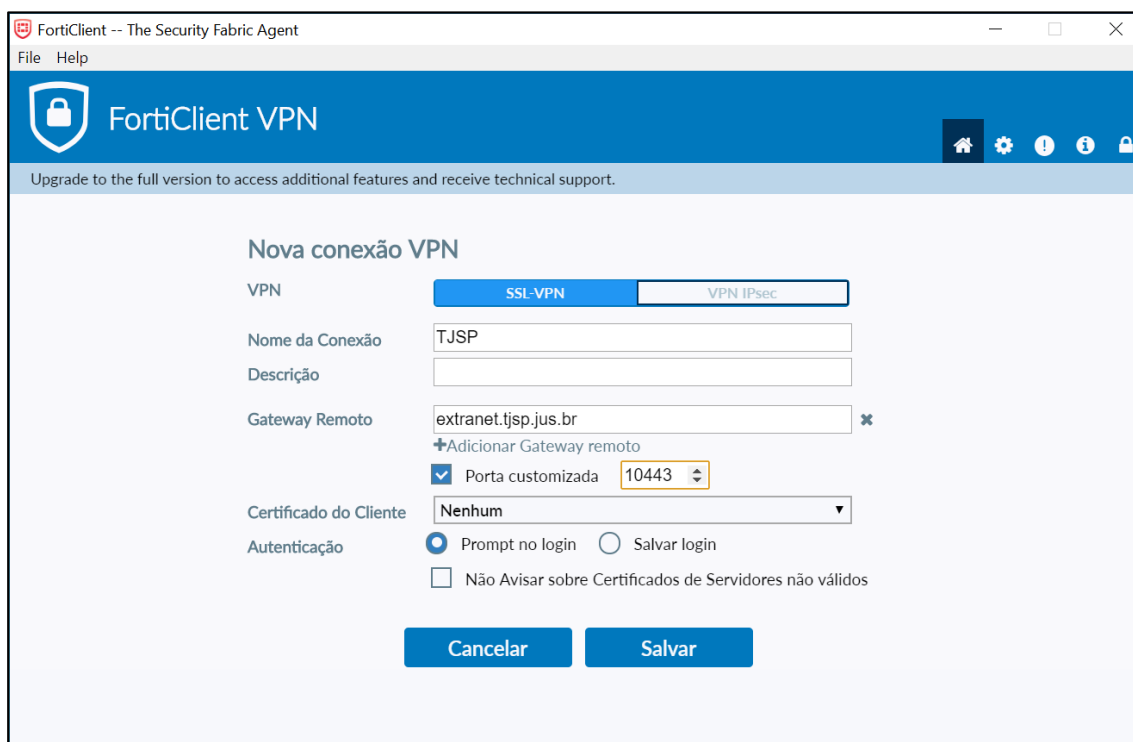 FortiClient -- The Security Fabric Agent
File Help
FortiClient VPN
Upgrade to the full version to access additional features and receive technical support.
Nova conexão VPN
VPN SSL-VPN VPN IPsec
Nome da Conexão TJSP
Descrição
Gateway Remoto extranet.tjsp.jus.br
+Adicionar Gateway remoto
Porta customizada 10443
Certificado do Cliente Nenhum
Autenticação Prompt no login Salvar login
Não Avisar sobre Certificados de Servidores não válidos
Cancelar Salvar